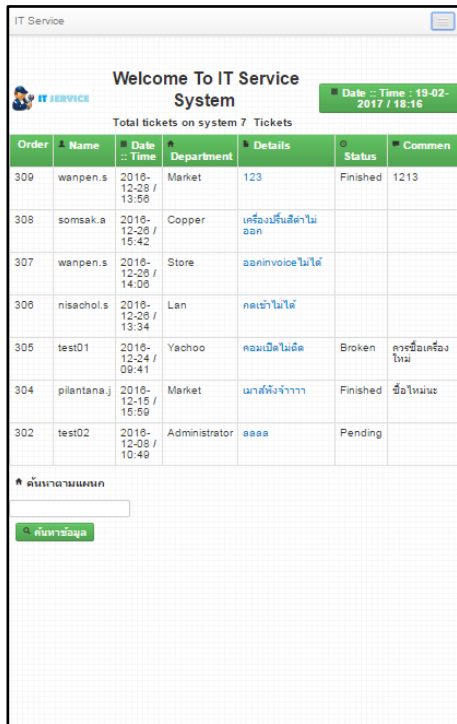 IT Service
Welcome To IT Service
System
IT SERVICE
Date :: Time : 19-02-
2017 / 18:16
Total tickets on system 7 Tickets
Order Name Date :: Time Department Details Status Commen
309 wanpen.s 2016-12-28 / 13:56 Market 123 Finished 1213
308 somsak.a 2016-12-26 / 15:42 Copper เครื่องปริ้นสีดำไม่ออก
307 wanpen.s 2016-12-26 / 14:06 Store ออกinvoiceไม่ได้
306 nisachol.s 2016-12-26 / 13:34 Lan กดเข้าไม่ได้
305 test01 2016-12-24 / 09:41 Yachoo คอมเปิดไม่ติด Broken ควรซื้อเครื่องใหม่
304 pilantana.j 2016-12-15 / 15:59 Market เมาส์พังจ้าาาา Finished ซื้อใหม่นะ
302 test02 2016-12-08 / 10:49 Administrator ลลลล Pending
ค้นหาตามแผนก
ค้นหาข้อมูล